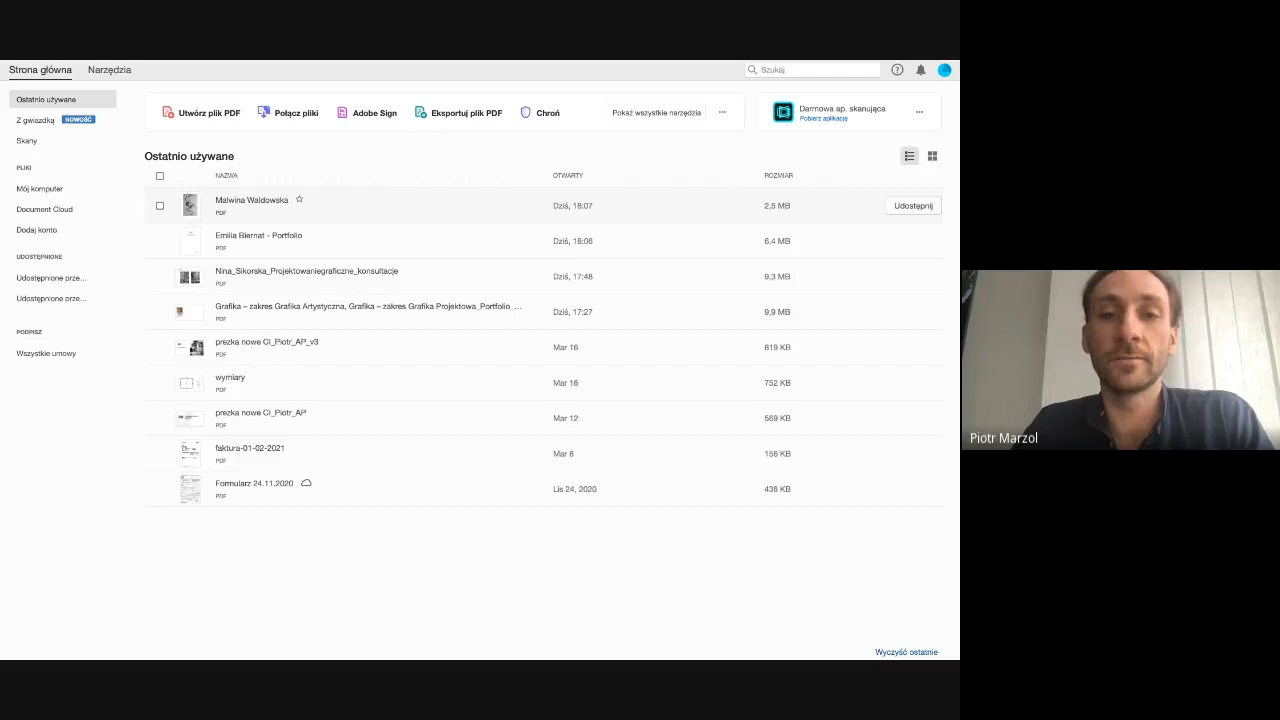 Strona główna
Narzędzia
Szukaj
Ostatnio używane
Z gwiazdką NOWOŚĆ
Skany
PLIKI
Mój komputer
Document Cloud
Dodaj konto
UDOSTĘPNIONE
Udostępnione prze...
Udostępnione prze...
PODPISZ
Wszystkie umowy
Utwórz plik PDF
Połącz pliki
Adobe Sign
Eksportuj plik PDF
Chroń
Pokaż wszystkie narzędzia
Darmowa ap. skanująca
Pobierz aplikację
Ostatnio używane
NAZWA OTWARTY ROZMIAR
Malwina Waldowska Dziś, 18:07 2,5 MB Udostępnij
PDF
Emilia Biernat - Portfolio Dziś, 18:06 6,4 MB
PDF
Nina_Sikorska_Projektowaniegraficzne_konsultacje Dziś, 17:48 9,3 MB
PDF
Grafika – zakres Grafika Artystyczna, Grafika – zakres Grafika Projektowa_Portfolio_... Dziś, 17:27 9,9 MB
PDF
prezka nowe CI_Piotr_AP_v3 Mar 16 819 KB
PDF
wymiary Mar 16 752 KB
PDF
prezka nowe CI_Piotr_AP Mar 12 569 KB
PDF
faktura-01-02-2021 Mar 8 156 KB
PDF
Formularz 24.11.2020 Lis 24, 2020 438 KB
PDF
Wyczyść ostatnie
Piotr Marzol